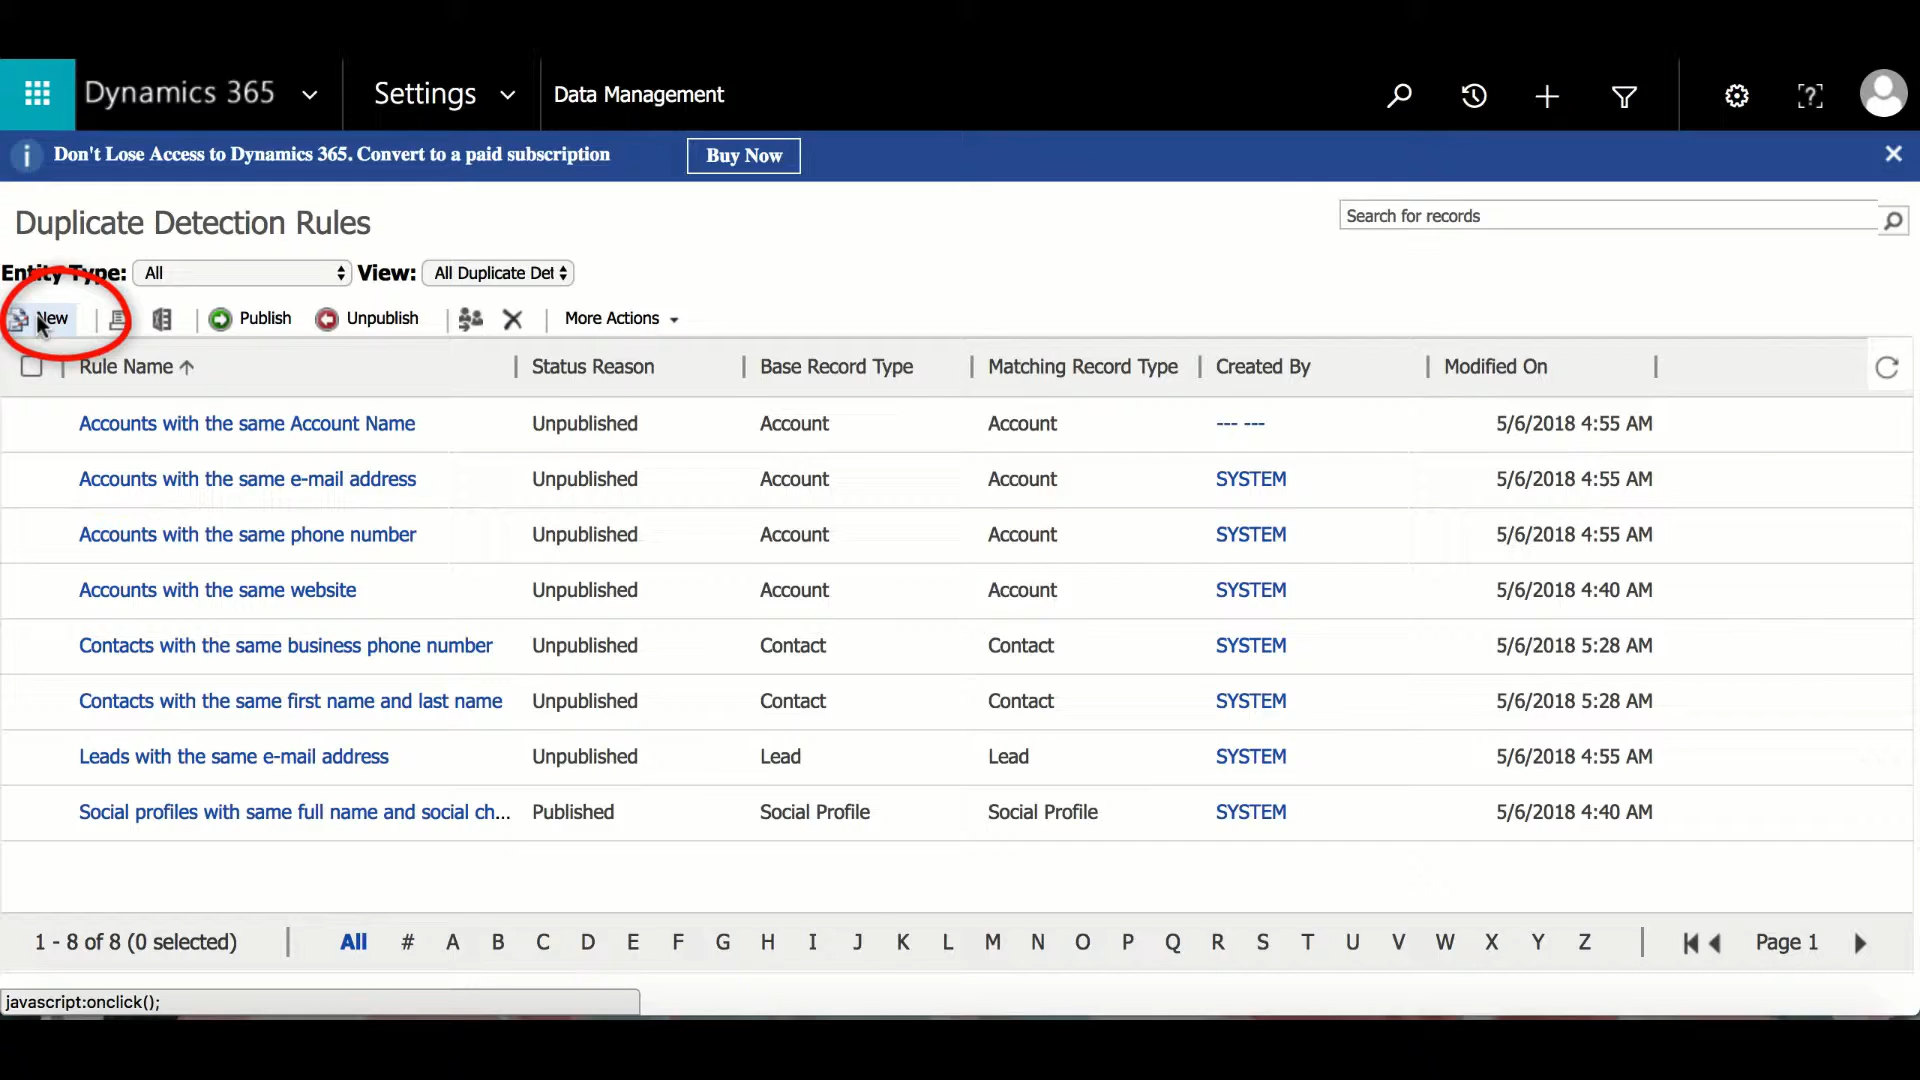 Dynamics 365 Settings Data Management
Don't Lose Access to Dynamics 365. Convert to a paid subscription Buy Now
Duplicate Detection Rules
Search for records
Entity Type: All View: All Duplicate Det
New Publish Unpublish More Actions
Rule Name Status Reason Base Record Type Matching Record Type Created By Modified On
Accounts with the same Account Name Unpublished Account Account --- --- 5/6/2018 4:55 AM
Accounts with the same e-mail address Unpublished Account Account SYSTEM 5/6/2018 4:55 AM
Accounts with the same phone number Unpublished Account Account SYSTEM 5/6/2018 4:55 AM
Accounts with the same website Unpublished Account Account SYSTEM 5/6/2018 4:40 AM
Contacts with the same business phone number Unpublished Contact Contact SYSTEM 5/6/2018 5:28 AM
Contacts with the same first name and last name Unpublished Contact Contact SYSTEM 5/6/2018 5:28 AM
Leads with the same e-mail address Unpublished Lead Lead SYSTEM 5/6/2018 4:55 AM
Social profiles with same full name and social ch... Published Social Profile Social Profile SYSTEM 5/6/2018 4:40 AM
1 - 8 of 8 (0 selected) All # A B C D E F G H I J K L M N O P Q R S T U V W X Y Z Page 1
javascript:onclick();